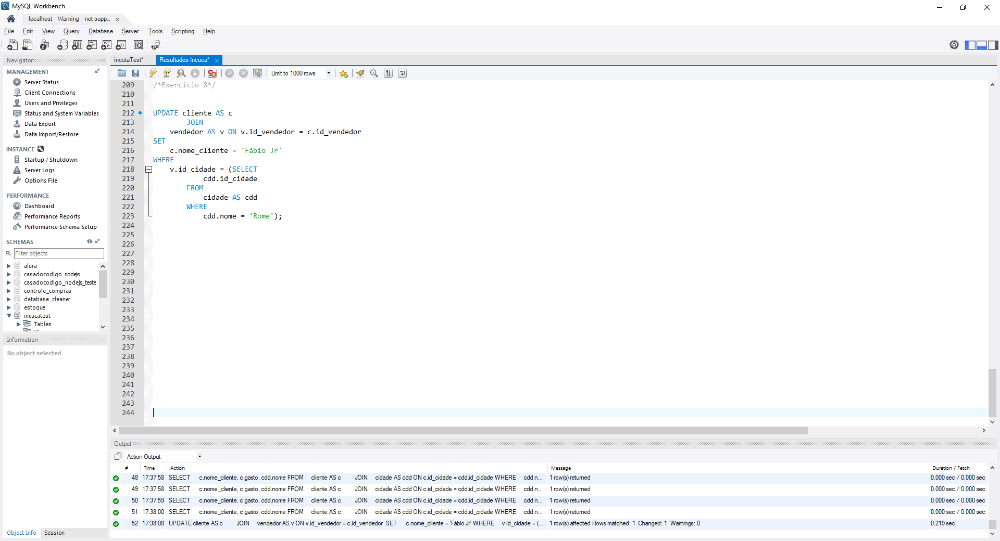 MySQL Workbench
localhost - Warning - not supp...
File Edit View Query Database Server Tools Scripting Help
Navigator
MANAGEMENT
Server Status
Client Connections
Users and Privileges
Status and System Variables
Data Export
Data Import/Restore
INSTANCE
Startup / Shutdown
Server Logs
Options File
PERFORMANCE
Dashboard
Performance Reports
Performance Schema Setup
SCHEMAS
Filter objects
alura
casadocodigo_nodejs
casadocodigo_nodejs_teste
controle_compras
database_cleaner
estoque
incucatest
Tables
Information
No object selected
Object Info Session
incutaTest* Resultados Incuca*
Limit to 1000 rows
209 /*Exercicio 8*/
210
211
212 UPDATE cliente AS c
213 JOIN
214 vendedor AS v ON v.id_vendedor = c.id_vendedor
215 SET
216 c.nome_cliente = 'Fábio Jr'
217 WHERE
218 v.id_cidade = (SELECT
219 cdd.id_cidade
220 FROM
221 cidade AS cdd
222 WHERE
223 cdd.nome = 'Rome');
224
225
226
227
228
229
230
231
232
233
234
235
236
237
238
239
240
241
242
243
244
Output
Action Output
# Time Action Message Duration / Fetch
48 17:37:58 SELECT c.nome_cliente, c.gasto, cdd.nome FROM cliente AS c JOIN cidade AS cdd ON c.id_cidade = cdd.id_cidade WHERE cdd.n... 1 row(s) returned 0.000 sec / 0.000 sec
49 17:37:58 SELECT c.nome_cliente, c.gasto, cdd.nome FROM cliente AS c JOIN cidade AS cdd ON c.id_cidade = cdd.id_cidade WHERE cdd.n... 1 row(s) returned 0.000 sec / 0.000 sec
50 17:37:59 SELECT c.nome_cliente, c.gasto, cdd.nome FROM cliente AS c JOIN cidade AS cdd ON c.id_cidade = cdd.id_cidade WHERE cdd.n... 1 row(s) returned 0.000 sec / 0.000 sec
51 17:38:00 SELECT c.nome_cliente, c.gasto, cdd.nome FROM cliente AS c JOIN cidade AS cdd ON c.id_cidade = cdd.id_cidade WHERE cdd.n... 1 row(s) returned 0.000 sec / 0.000 sec
52 17:38:08 UPDATE cliente AS c JOIN vendedor AS v ON v.id_vendedor = c.id_vendedor SET c.nome_cliente = 'Fábio Jr' WHERE v.id_cidade = (... 1 row(s) affected Rows matched: 1 Changed: 1 Warnings: 0 0.219 sec